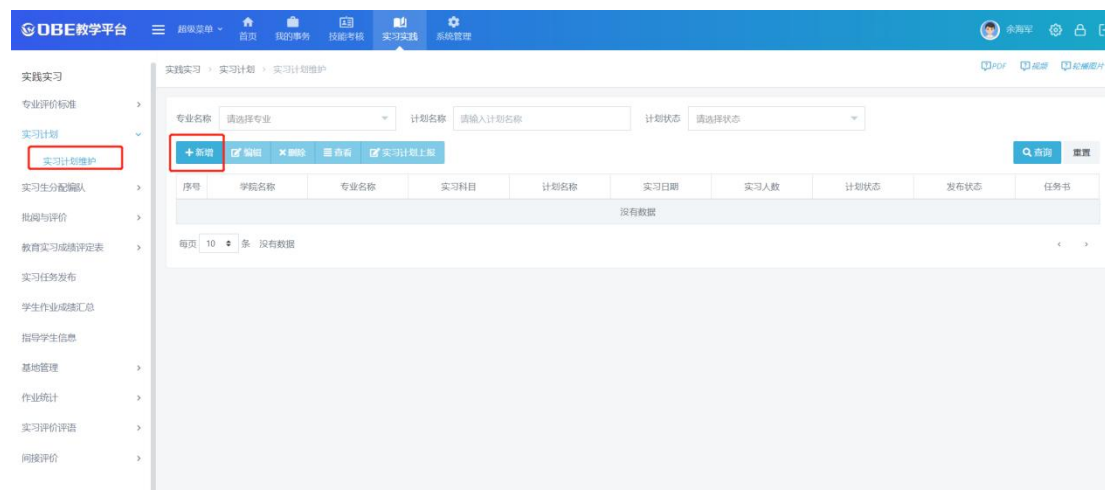 OBE教学平台
超级菜单
首页
我的事务
技能考核
实习实践
系统管理
余海军
实践实习
实践实习 > 实习计划 > 实习计划维护
PDF 视频 轮播图片
专业评价标准
实习计划
实习计划维护
实习生分配编队
批阅与评价
教育实习成绩评定表
实习任务发布
学生作业成绩汇总
指导学生信息
基地管理
作业统计
实习评价评语
间接评价
专业名称 请选择专业 计划名称 请输入计划名称 计划状态 请选择状态
+新增 编辑 ×删除 查看 实习计划上报 查询 重置
序号 学院名称 专业名称 实习科目 计划名称 实习日期 实习人数 计划状态 发布状态 任务书
没有数据
每页 10 条 没有数据